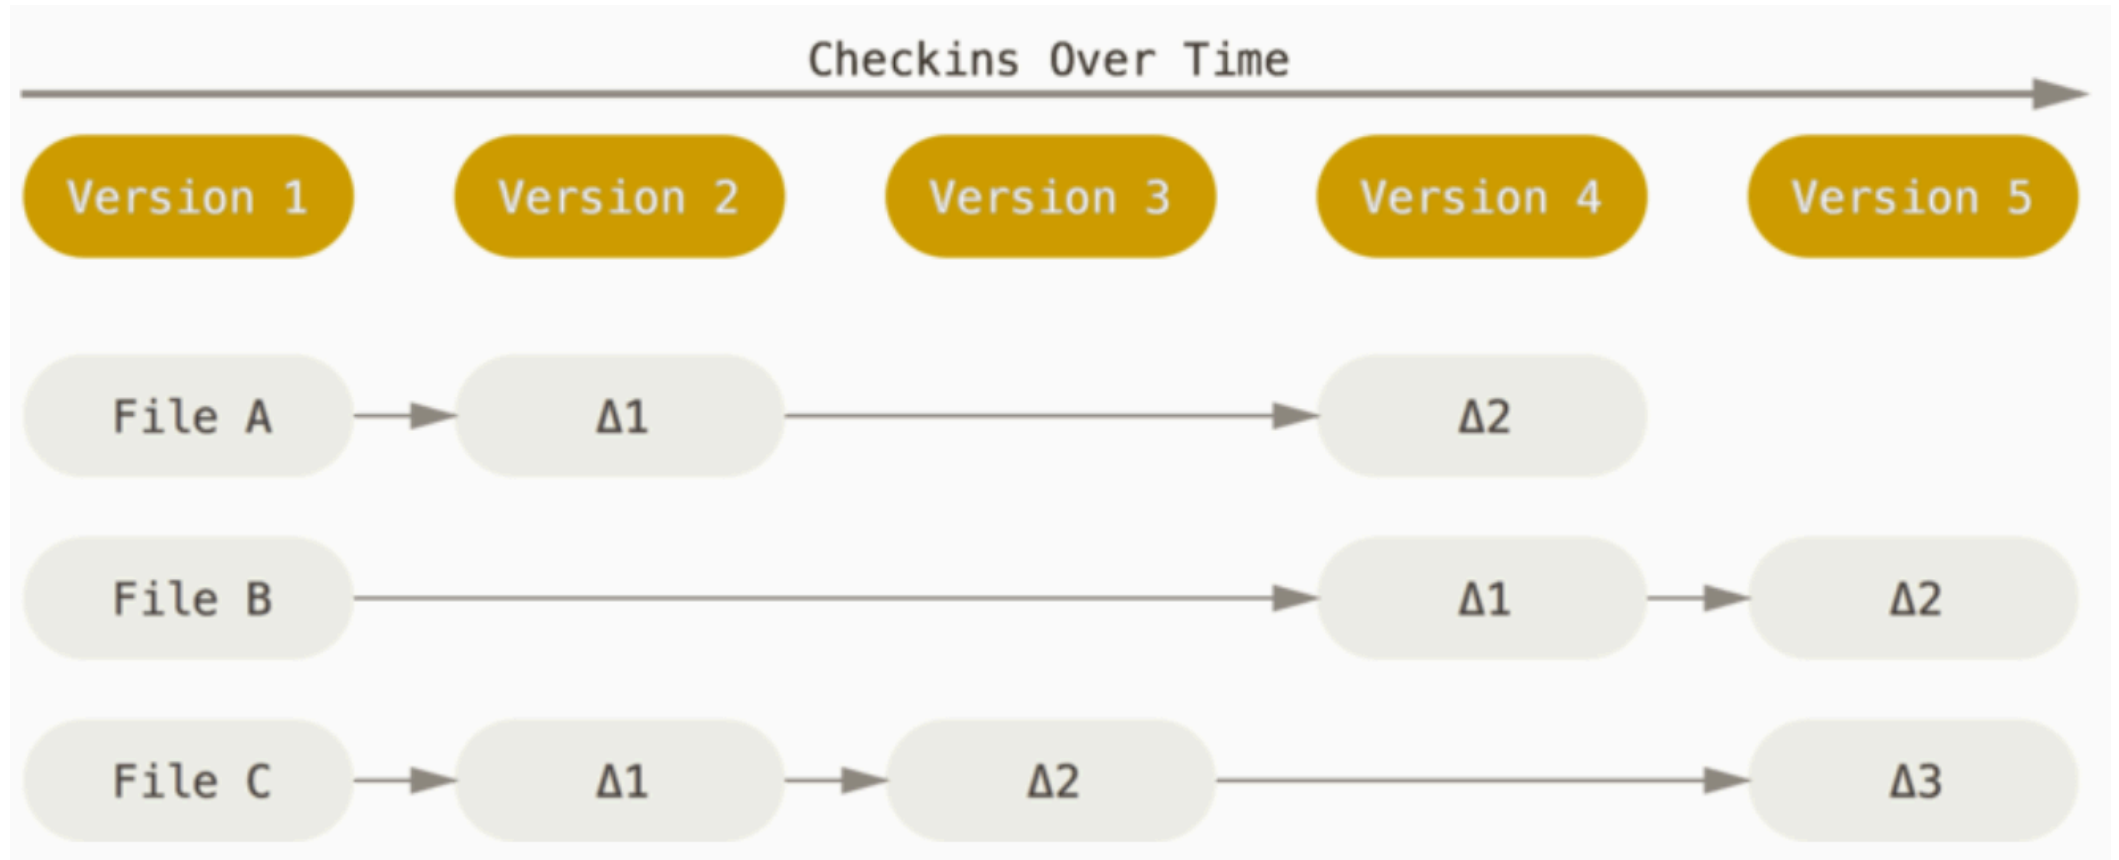 Checkins Over Time
Version 1 Version 2 Version 3 Version 4 Version 5
File A Δ1 Δ2
File B Δ1 Δ2
File C Δ1 Δ2 Δ3